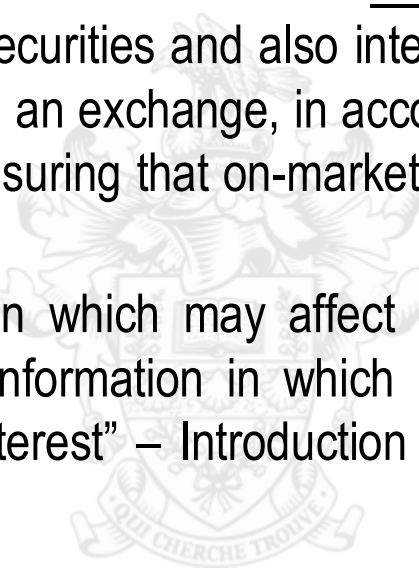 ecurities and also inte
an exchange, in acco
suring that on-market
n which may affect
nformation in which
terest” – Introduction
QUI CHERCHE TROUVE